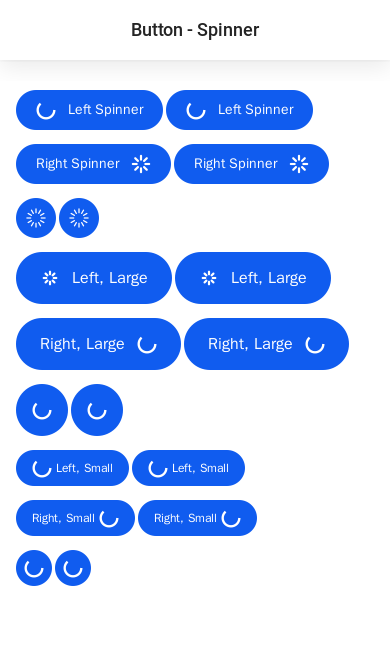 Button - Spinner
Left Spinner Left Spinner
Right Spinner Right Spinner
Left, Large Left, Large
Right, Large Right, Large
Left, Small Left, Small
Right, Small Right, Small